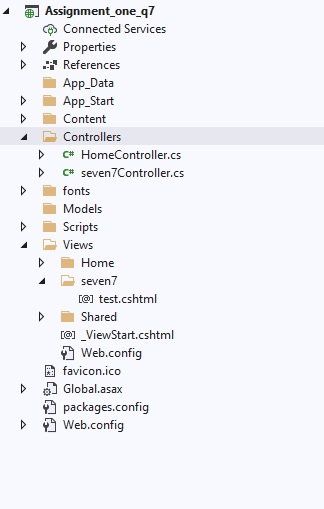 Assignment_one_q7
Connected Services
Properties
References
App_Data
App_Start
Content
Controllers
C# HomeController.cs
C# seven7Controller.cs
fonts
Models
Scripts
Views
Home
seven7
[@] test.cshtml
Shared
[@] _ViewStart.cshtml
Web.config
favicon.ico
Global.asax
packages.config
Web.config